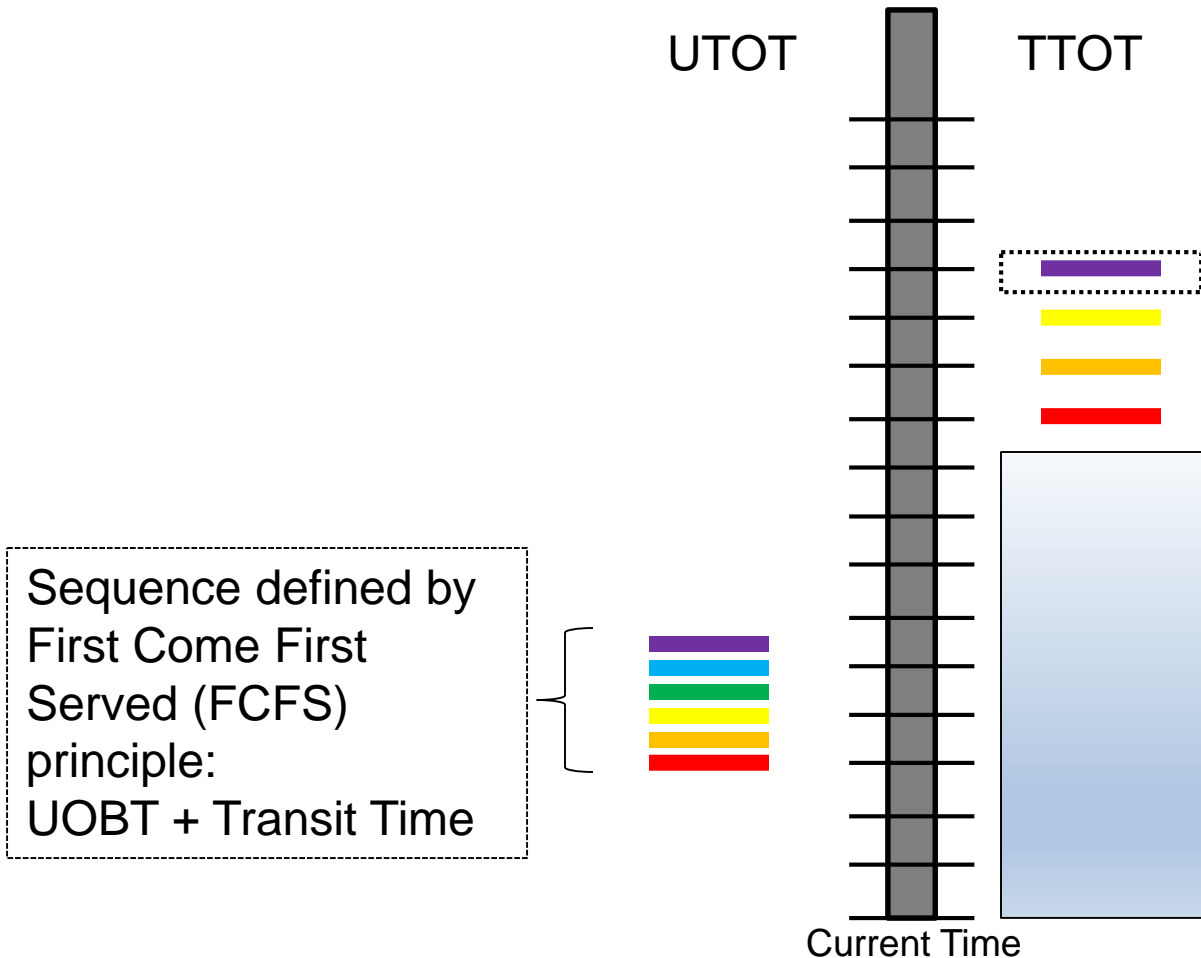 UTOT
TTOT
Sequence defined by
First Come First
Served (FCFS)
principle:
UOBT + Transit Time
Current Time